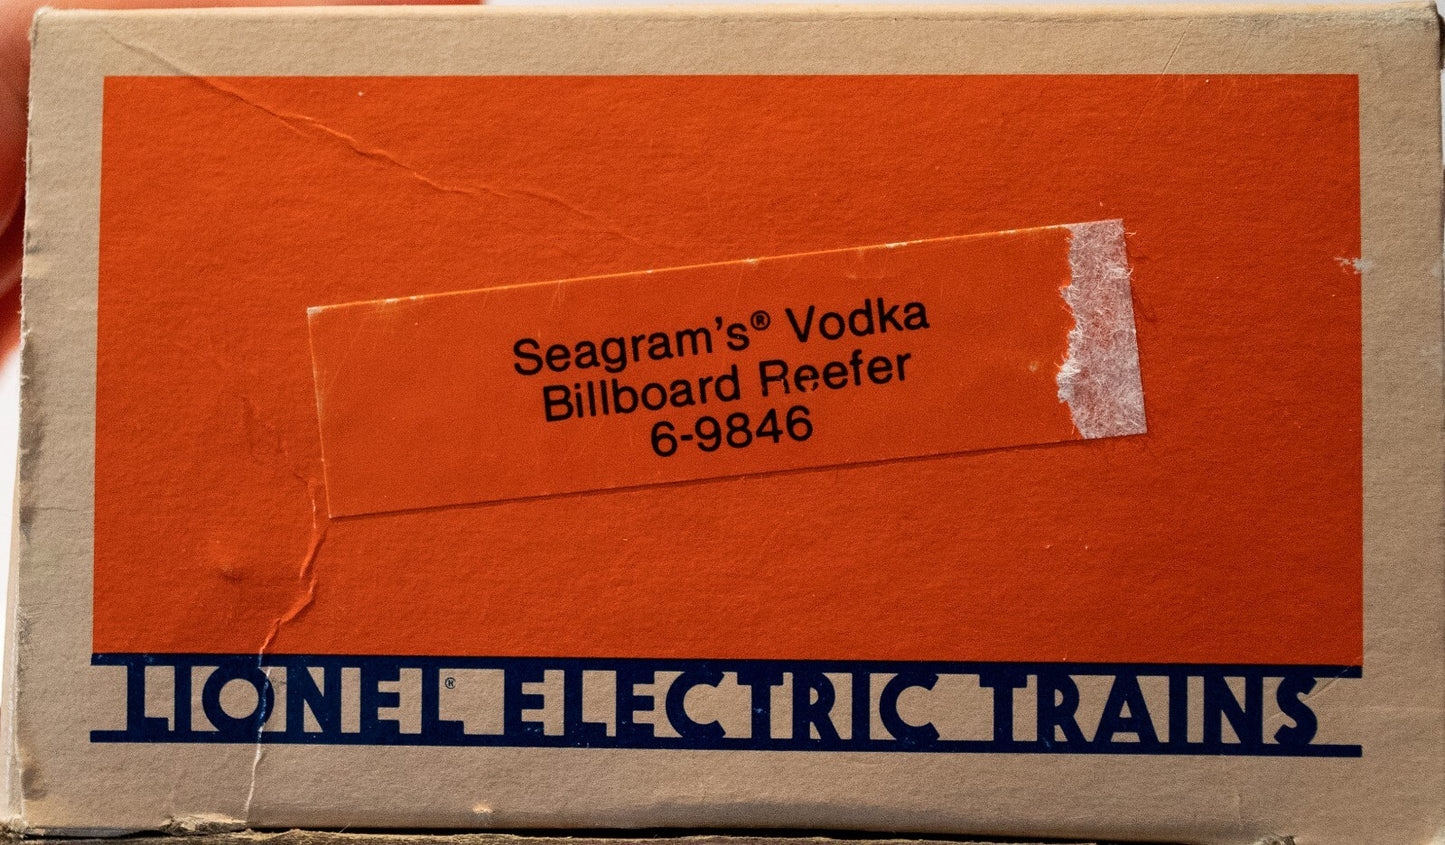 Seagram's® Vodka
Billboard Reefer
6-9846
LIONEL® ELECTRIC TRAINS